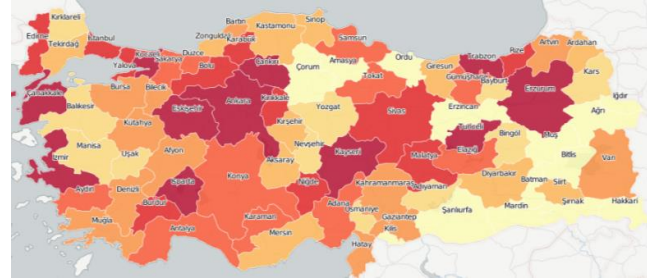 Kırklareli
Edirne
Tekirdağ
İstanbul
Kocaeli
Yalova
Sakarya
Düzce
Zonguldak
Bartın
Karabük
Kastamonu
Sinop
Samsun
Bolu
Çankırı
Çorum
Amasya
Ordu
Tokat
Giresun
Gümüşhane
Trabzon
Bayburt
Rize
Artvin
Ardahan
Kars
Iğdır
Çanakkale
Balıkesir
Bursa
Bilecik
Eskişehir
Ankara
Kırıkkale
Yozgat
Sivas
Erzincan
Erzurum
Ağrı
Kütahya
Kırşehir
Tunceli
Bingöl
Muş
Manisa
Uşak
Afyon
Nevşehir
Kayseri
Malatya
Elazığ
Bitlis
Van
İzmir
Aksaray
Aydın
Denizli
Isparta
Konya
Niğde
Kahramanmaraş
Adıyaman
Diyarbakır
Batman
Siirt
Burdur
Muğla
Antalya
Karaman
Mersin
Adana
Osmaniye
Gaziantep
Kilis
Şanlıurfa
Mardin
Şırnak
Hakkari
Hatay